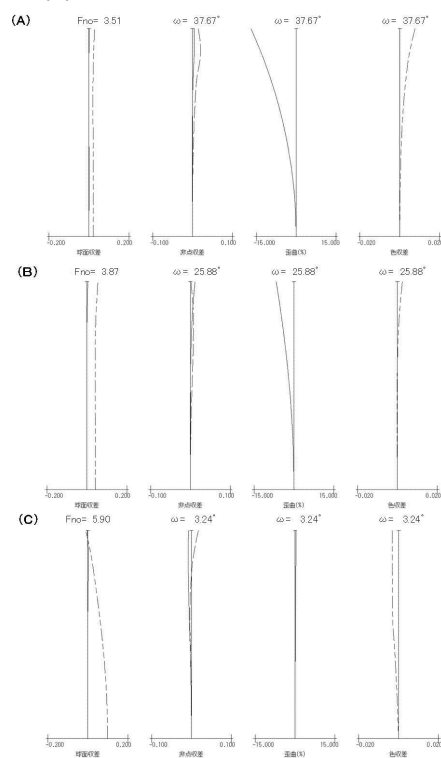 (A)
Fno= 3.51
ω= 37.67°
ω= 37.67°
ω= 37.67°
-0.200 0.200
球面収差
-0.100 0.100
非点収差
-15.000 15.000
歪曲(%)
-0.020 0.020
色収差
(B)
Fno= 3.87
ω= 25.88°
ω= 25.88°
ω= 25.88°
-0.200 0.200
球面収差
-0.100 0.100
非点収差
-15.000 15.000
歪曲(%)
-0.020 0.020
色収差
(C)
Fno= 5.90
ω= 3.24°
ω= 3.24°
ω= 3.24°
-0.200 0.200
球面収差
-0.100 0.100
非点収差
-15.000 15.000
歪曲(%)
-0.020 0.020
色収差